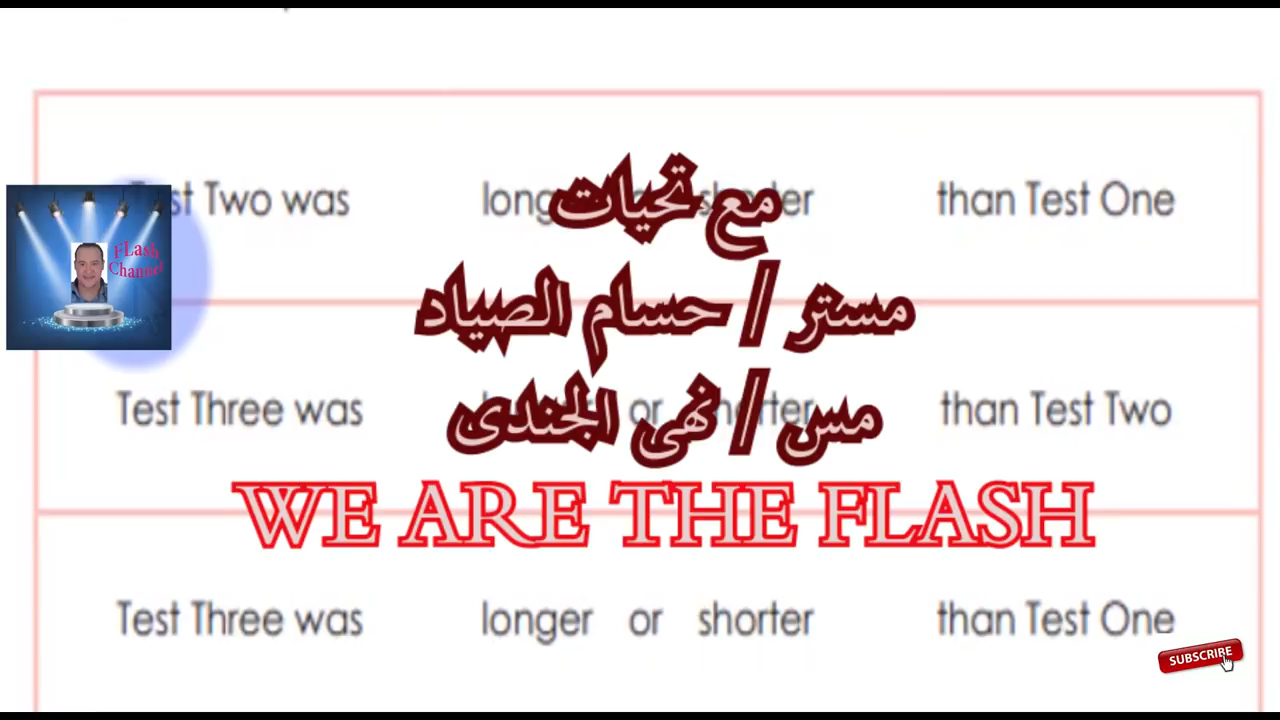 Test Two was longer or shorter than Test One
مع تحيات
FLash
Channel
مستر / حسام الصياد
Test Three was or shorter than Test Two
مس / نهى الجندى
WE ARE THE FLASH
Test Three was longer or shorter than Test One
SUBSCRIBE